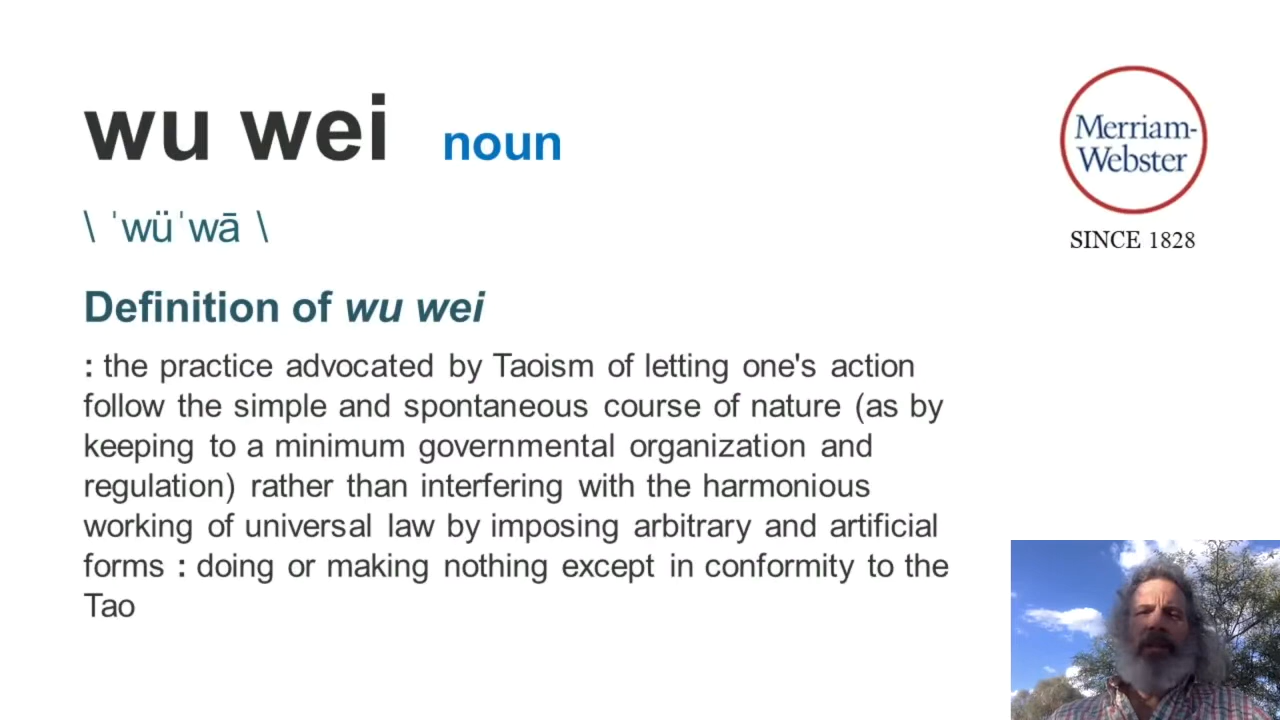 wu wei noun
\ ˈwüˈwā \
Definition of wu wei
: the practice advocated by Taoism of letting one's action
follow the simple and spontaneous course of nature (as by
keeping to a minimum governmental organization and
regulation) rather than interfering with the harmonious
working of universal law by imposing arbitrary and artificial
forms : doing or making nothing except in conformity to the
Tao
Merriam-
Webster
SINCE 1828